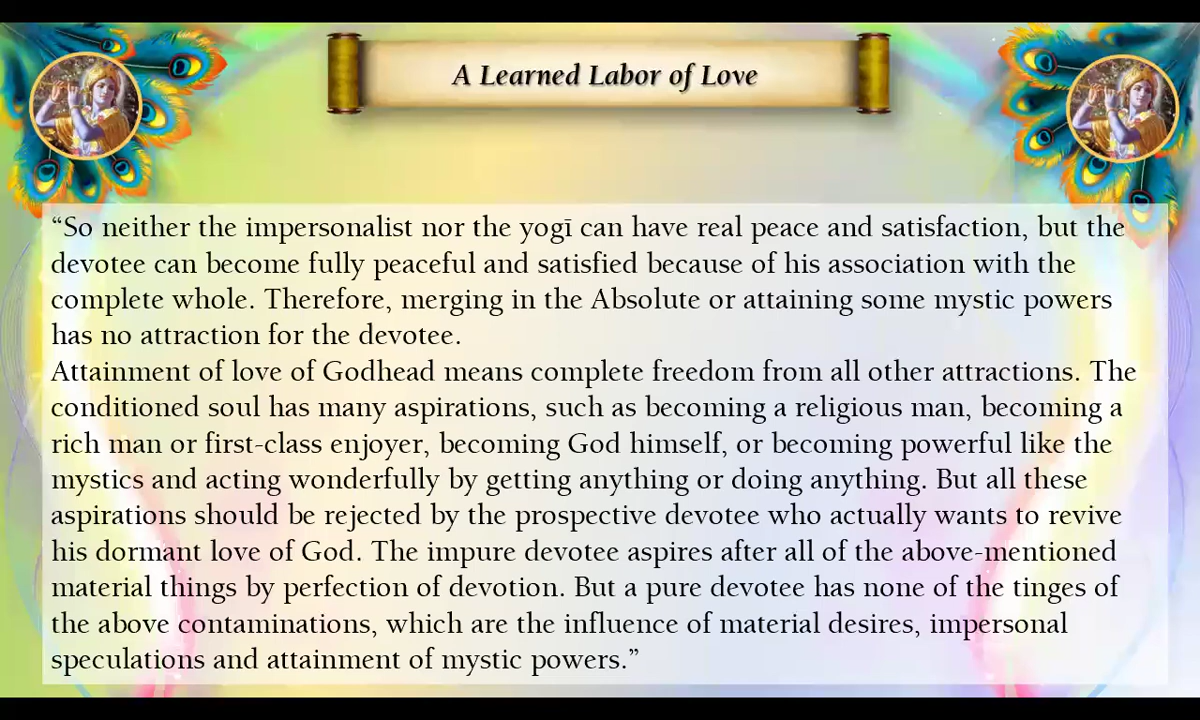 A Learned Labor of Love
“So neither the impersonalist nor the yogī can have real peace and satisfaction, but the
devotee can become fully peaceful and satisfied because of his association with the
complete whole. Therefore, merging in the Absolute or attaining some mystic powers
has no attraction for the devotee.
Attainment of love of Godhead means complete freedom from all other attractions. The
conditioned soul has many aspirations, such as becoming a religious man, becoming a
rich man or first-class enjoyer, becoming God himself, or becoming powerful like the
mystics and acting wonderfully by getting anything or doing anything. But all these
aspirations should be rejected by the prospective devotee who actually wants to revive
his dormant love of God. The impure devotee aspires after all of the above-mentioned
material things by perfection of devotion. But a pure devotee has none of the tinges of
the above contaminations, which are the influence of material desires, impersonal
speculations and attainment of mystic powers.”